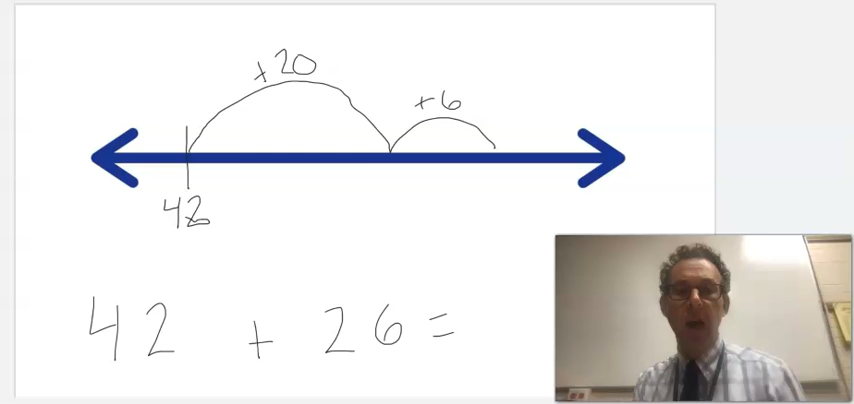 +20
+6
42
42 + 26 =